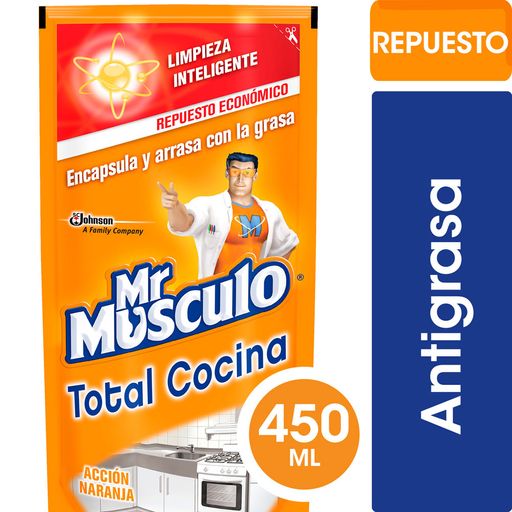 LIMPIEZA
INTELIGENTE
REPUESTO ECONÓMICO
Encapsula y arrasa con la grasa
SC Johnson
A Family Company
M
Mr
Musculo®
Total Cocina
ACCIÓN
NARANJA
450
ML
REPUESTO
Antigrasa